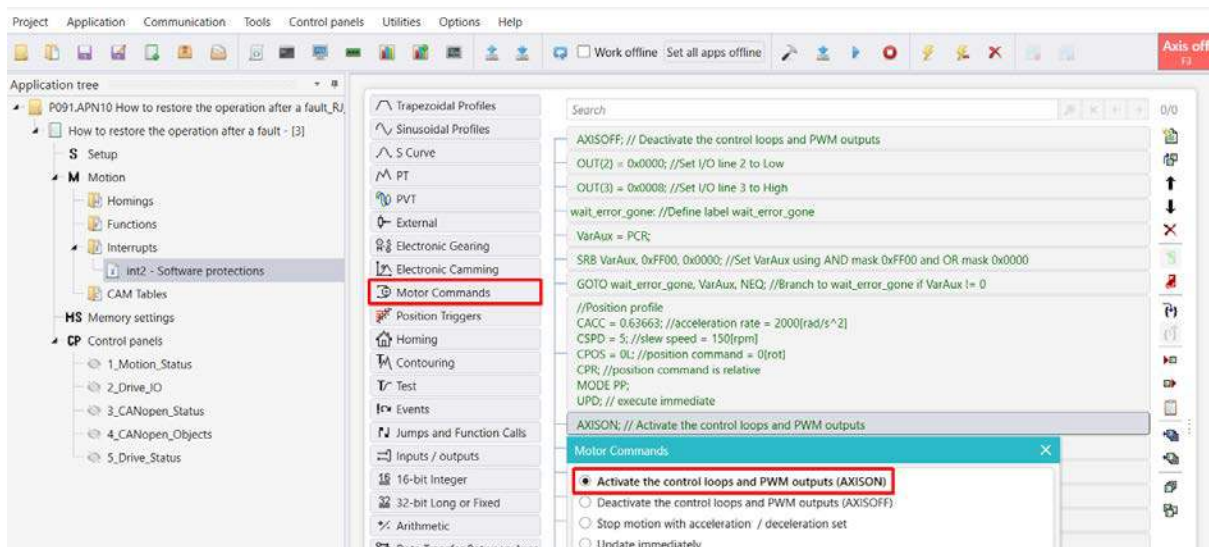 Project Application Communication Tools Control panels Utilities Options Help
Work offline Set all apps offline
Axis off
F3
Application tree
P091.APN10 How to restore the operation after a fault_RJ
How to restore the operation after a fault - [3]
S Setup
M Motion
Homings
Functions
Interrupts
int2 - Software protections
CAM Tables
HS Memory settings
CP Control panels
1_Motion_Status
2_Drive_IO
3_CANopen_Status
4_CANopen_Objects
5_Drive_Status
Trapezoidal Profiles
Sinusoidal Profiles
S Curve
PT
PVT
External
Electronic Gearing
Electronic Camming
Motor Commands
Position Triggers
Homing
Contouring
Test
Events
Jumps and Function Calls
Inputs / outputs
16-bit Integer
32-bit Long or Fixed
Arithmetic
Search
0/0
AXISOFF; // Deactivate the control loops and PWM outputs
OUT(2) = 0x0000; //Set I/O line 2 to Low
OUT(3) = 0x0008; //Set I/O line 3 to High
wait_error_gone: //Define label wait_error_gone
VarAux = PCR;
SRB VarAux, 0xFF00, 0x0000; //Set VarAux using AND mask 0xFF00 and OR mask 0x0000
GOTO wait_error_gone, VarAux, NEQ; //Branch to wait_error_gone if VarAux != 0
//Position profile
CACC = 0.63663; //acceleration rate = 2000[rad/s^2]
CSPD = 5; //slew speed = 150[rpm]
CPOS = 0L; //position command = 0[rot]
CPR; //position command is relative
MODE PP;
UPD; // execute immediate
AXISON; // Activate the control loops and PWM outputs
Motor Commands
Activate the control loops and PWM outputs (AXISON)
Deactivate the control loops and PWM outputs (AXISOFF)
Stop motion with acceleration / deceleration set
Update immediately